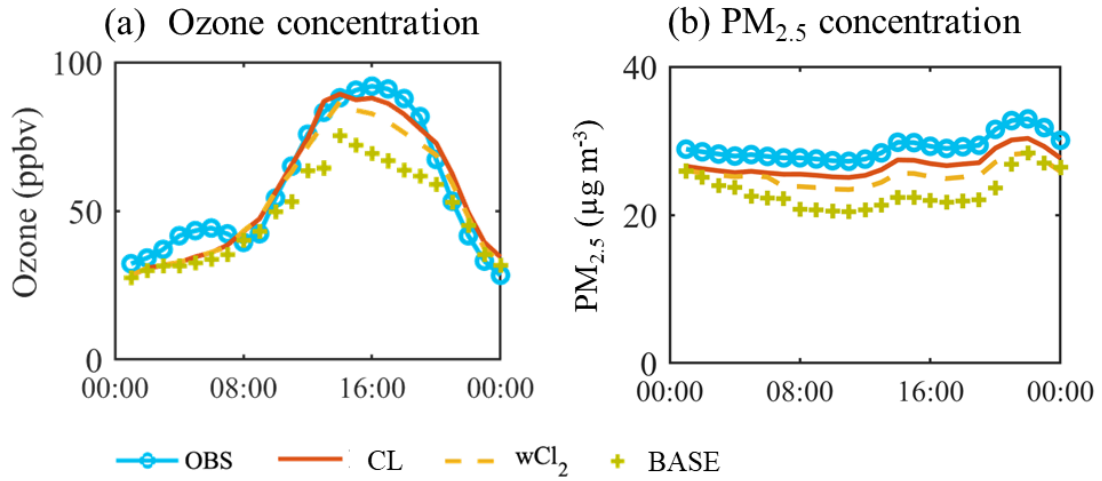 (a) Ozone concentration
Ozone (ppbv)
100
50
0
00:00 08:00 16:00 00:00
(b) PM2.5 concentration
PM2.5 (μg m-3)
40
20
0
00:00 08:00 16:00 00:00
OBS CL wCl2 BASE